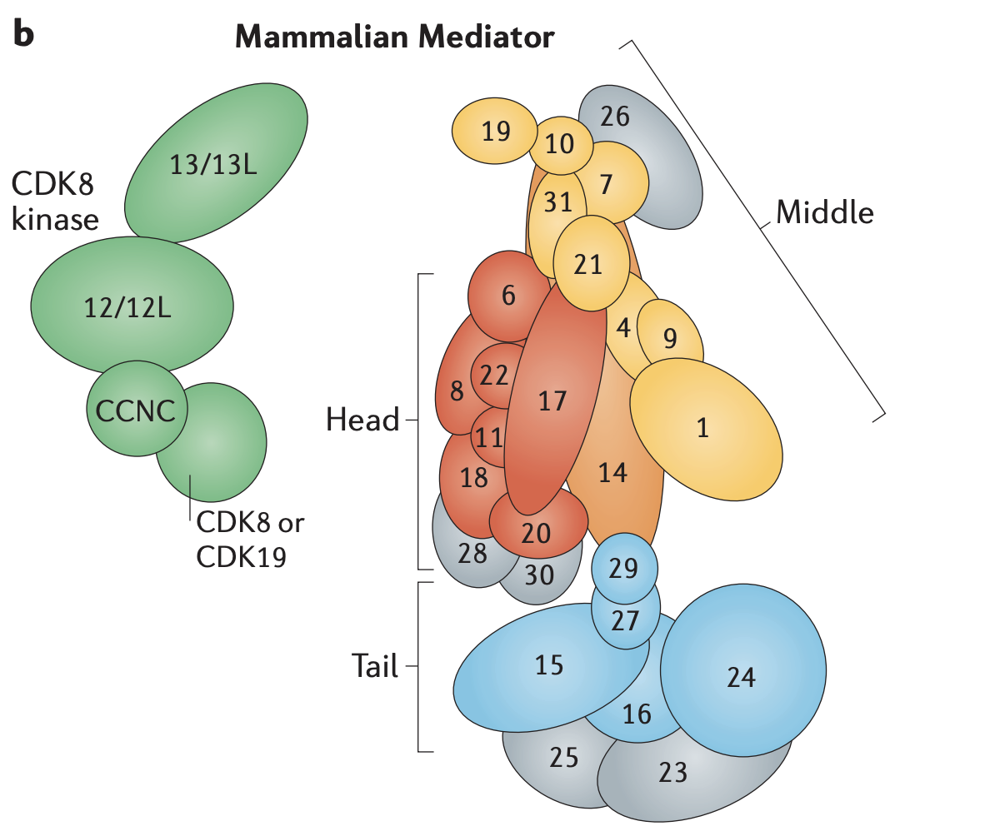 b
Mammalian Mediator
CDK8
kinase
13/13L
12/12L
CCNC
CDK8 or
CDK19
19
10
26
7
31
21
Middle
6
4
9
8
22
17
Head
11
1
18
14
20
28
30
29
27
Tail
15
24
16
25
23